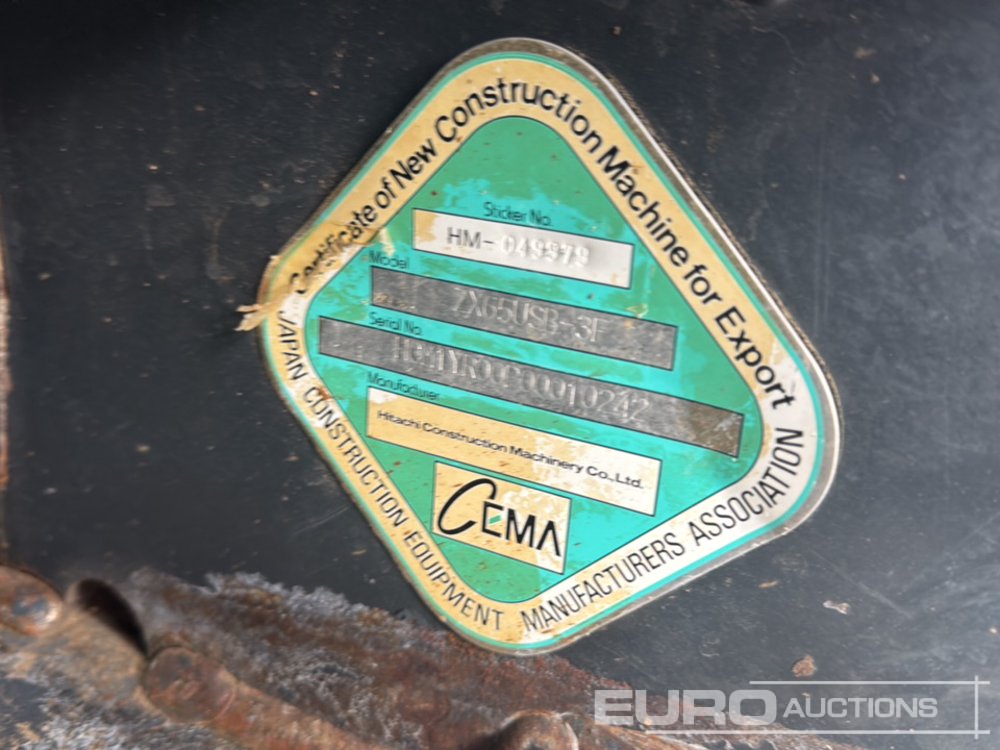 Certificate of New Construction Machine for Export
Sticker No.
HM-049979
Model
ZX65USB-3F
Serial No.
HCM1YR00C00010242
Manufacturer
Hitachi Construction Machinery Co.,Ltd.
CEMA
JAPAN CONSTRUCTION EQUIPMENT MANUFACTURERS ASSOCIATION
EURO AUCTIONS